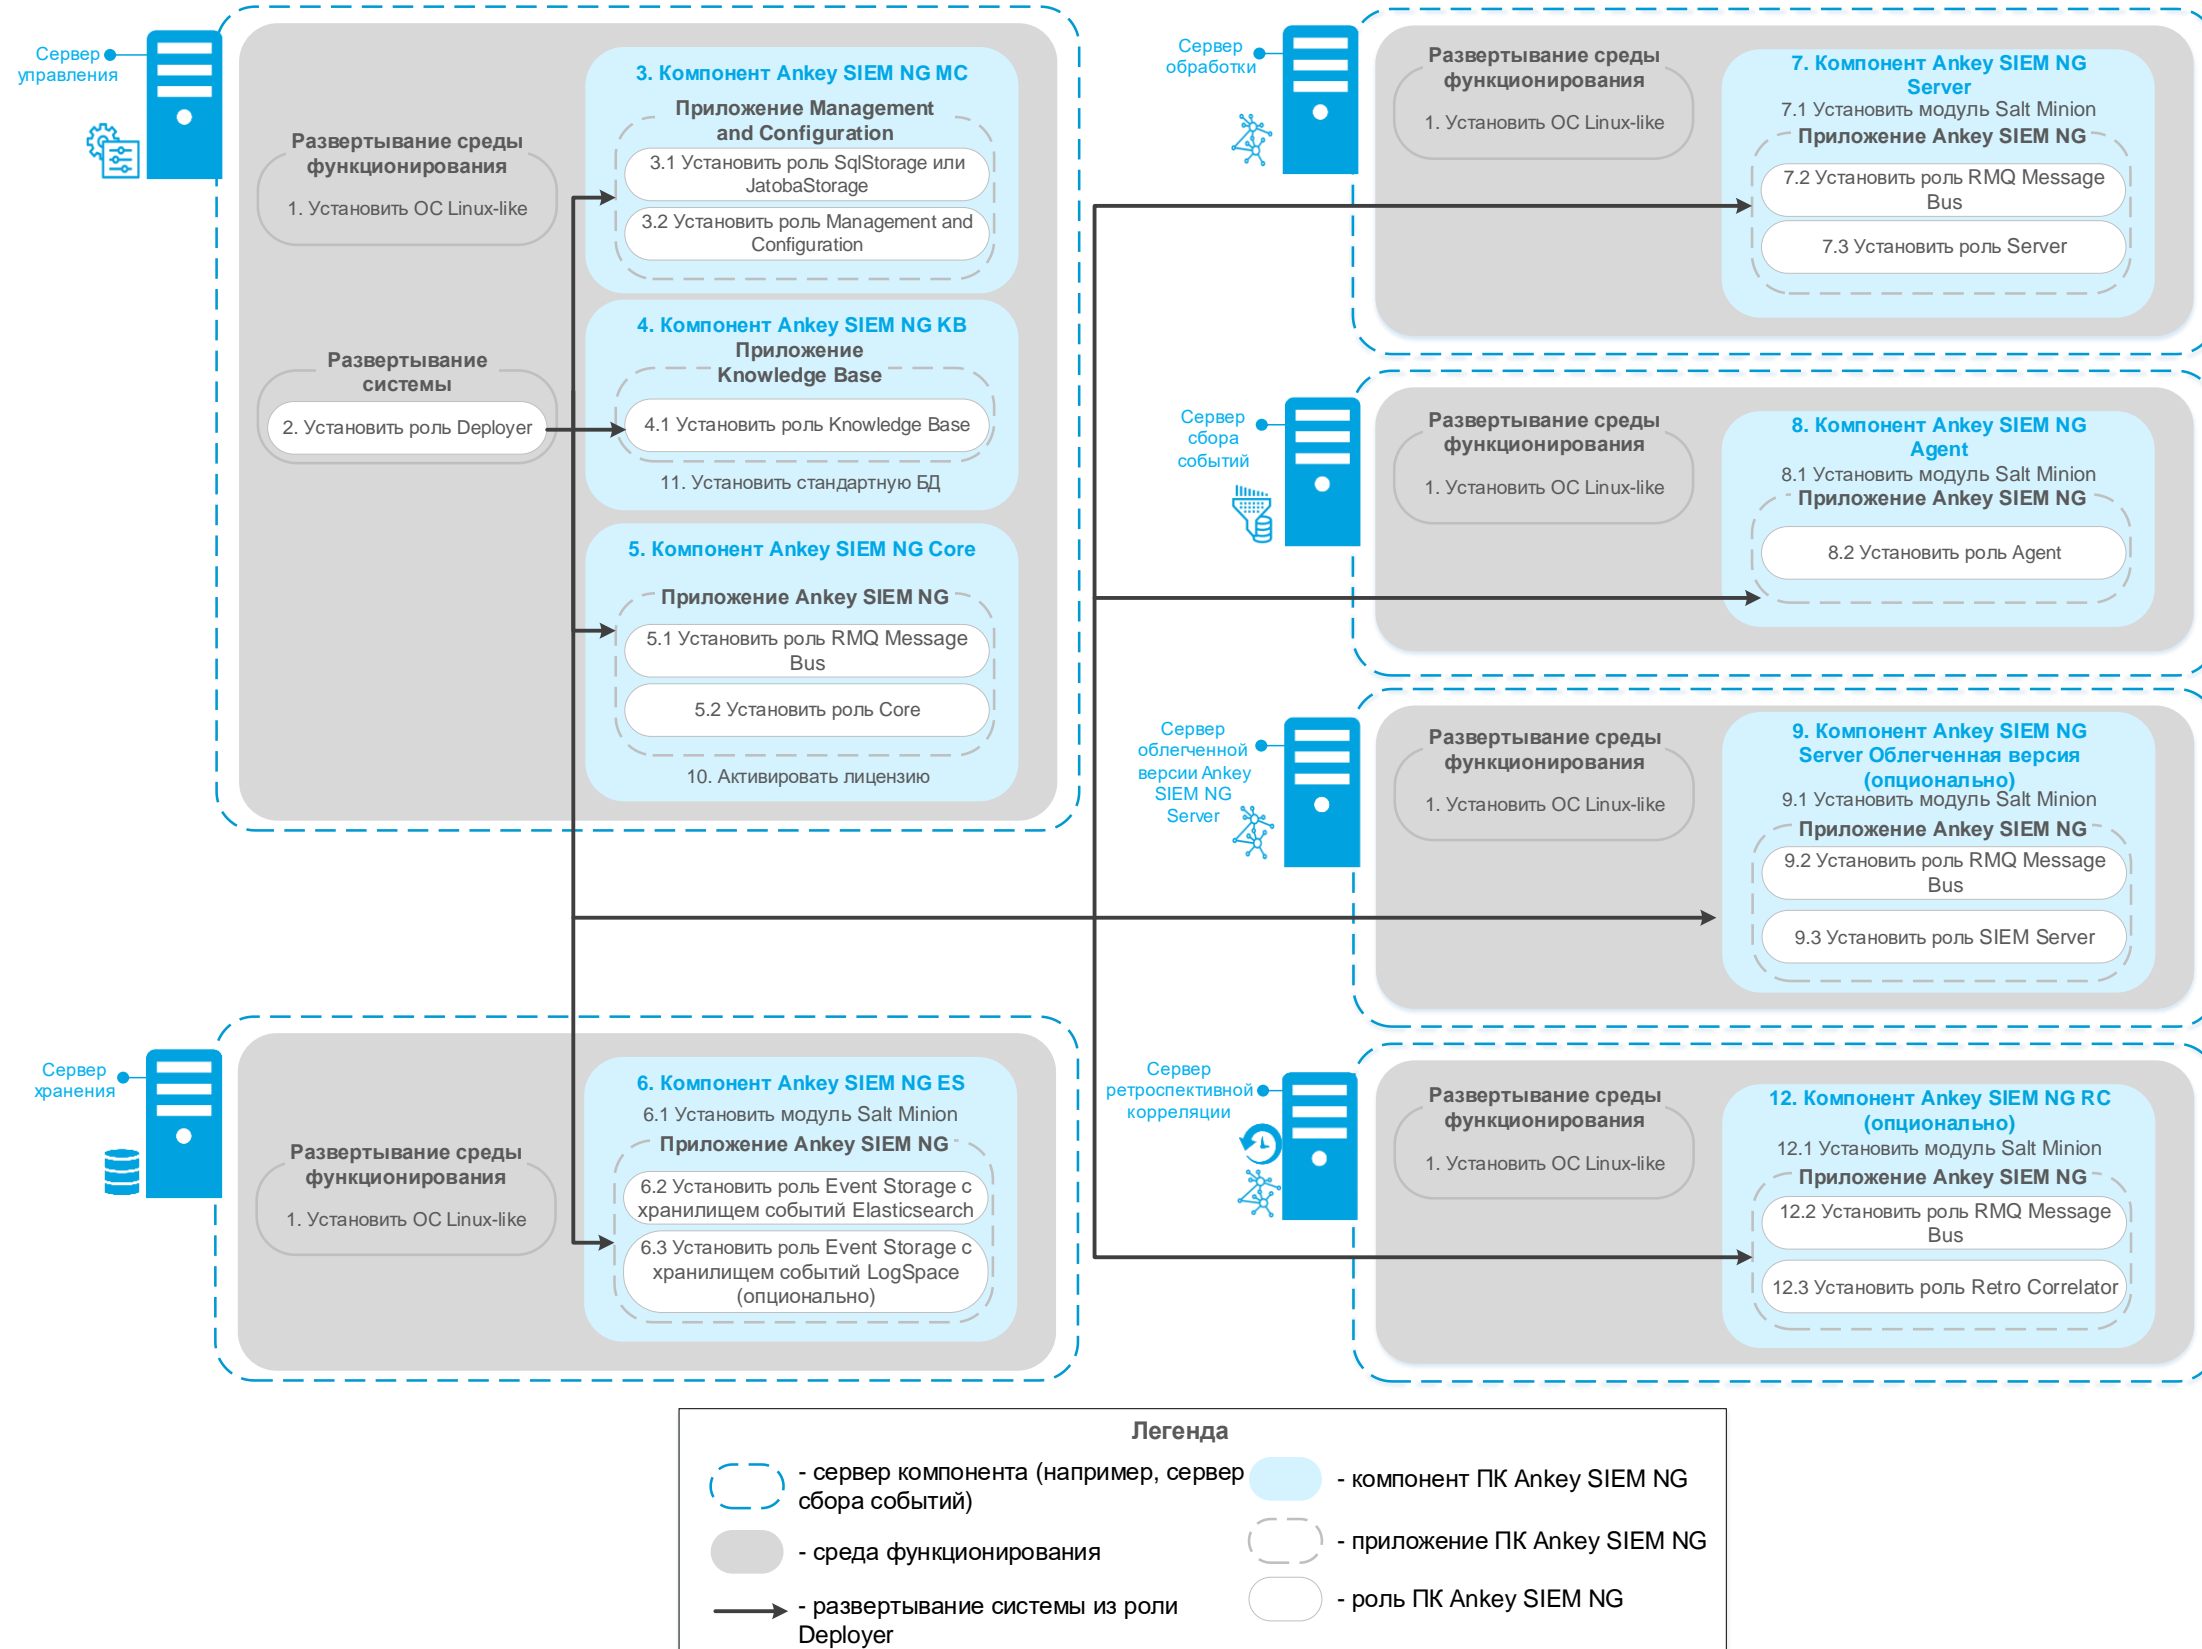 Сервер
управления
Развертывание среды
функционирования
1. Установить ОС Linux-like
Развертывание
системы
2. Установить роль Deployer
3. Компонент Ankey SIEM NG MC
Приложение Management
and Configuration
3.1 Установить роль SqlStorage или
JatobaStorage
3.2 Установить роль Management and
Configuration
4. Компонент Ankey SIEM NG KB
Приложение
Knowledge Base
4.1 Установить роль Knowledge Base
11. Установить стандартную БД
5. Компонент Ankey SIEM NG Core
Приложение Ankey SIEM NG
5.1 Установить роль RMQ Message
Bus
5.2 Установить роль Core
10. Активировать лицензию
Сервер
хранения
Развертывание среды
функционирования
1. Установить ОС Linux-like
6. Компонент Ankey SIEM NG ES
6.1 Установить модуль Salt Minion
Приложение Ankey SIEM NG
6.2 Установить роль Event Storage с
хранилищем событий Elasticsearch
6.3 Установить роль Event Storage с
хранилищем событий LogSpace
(опционально)
Сервер
обработки
Развертывание среды
функционирования
1. Установить ОС Linux-like
7. Компонент Ankey SIEM NG
Server
7.1 Установить модуль Salt Minion
Приложение Ankey SIEM NG
7.2 Установить роль RMQ Message
Bus
7.3 Установить роль Server
Сервер
сбора
событий
Развертывание среды
функционирования
1. Установить ОС Linux-like
8. Компонент Ankey SIEM NG
Agent
8.1 Установить модуль Salt Minion
Приложение Ankey SIEM NG
8.2 Установить роль Agent
Сервер
облегченной
версии Ankey
SIEM NG
Server
Развертывание среды
функционирования
1. Установить ОС Linux-like
9. Компонент Ankey SIEM NG
Server Облегченная версия
(опционально)
9.1 Установить модуль Salt Minion
Приложение Ankey SIEM NG
9.2 Установить роль RMQ Message
Bus
9.3 Установить роль SIEM Server
Сервер
ретроспективной
корреляции
Развертывание среды
функционирования
1. Установить ОС Linux-like
12. Компонент Ankey SIEM NG RC
(опционально)
12.1 Установить модуль Salt Minion
Приложение Ankey SIEM NG
12.2 Установить роль RMQ Message
Bus
12.3 Установить роль Retro Correlator
Легенда
- сервер компонента (например, сервер
сбора событий)
- среда функционирования
- развертывание системы из роли
Deployer
- компонент ПК Ankey SIEM NG
- приложение ПК Ankey SIEM NG
- роль ПК Ankey SIEM NG